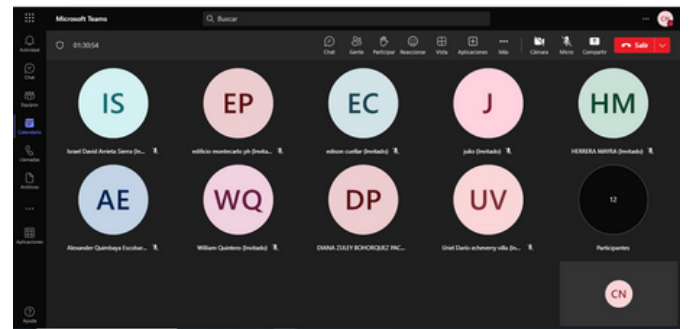 Microsoft Teams
Buscar
CN
Actividad
Chat
Equipos
Calendario
Llamadas
Archivos
Aplicaciones
Ayuda
01:30:54
Chat Gente Participar Reaccionar Vista Aplicaciones Más Cámara Micro Compartir Salir
IS EP EC J HM
Israel David Arrieta Sierra (In... edificio montecarlo ph (Invita... edison cuellar (Invitado) julio (Invitado) HERRERA MAYRA (Invitado)
AE WQ DP UV 12
Alexander Quimbaya Escobar... William Quintero (Invitado) DIANA ZULEY BOHORQUEZ PAC... Uriel Dario echeverry villa (In... Participantes
CN